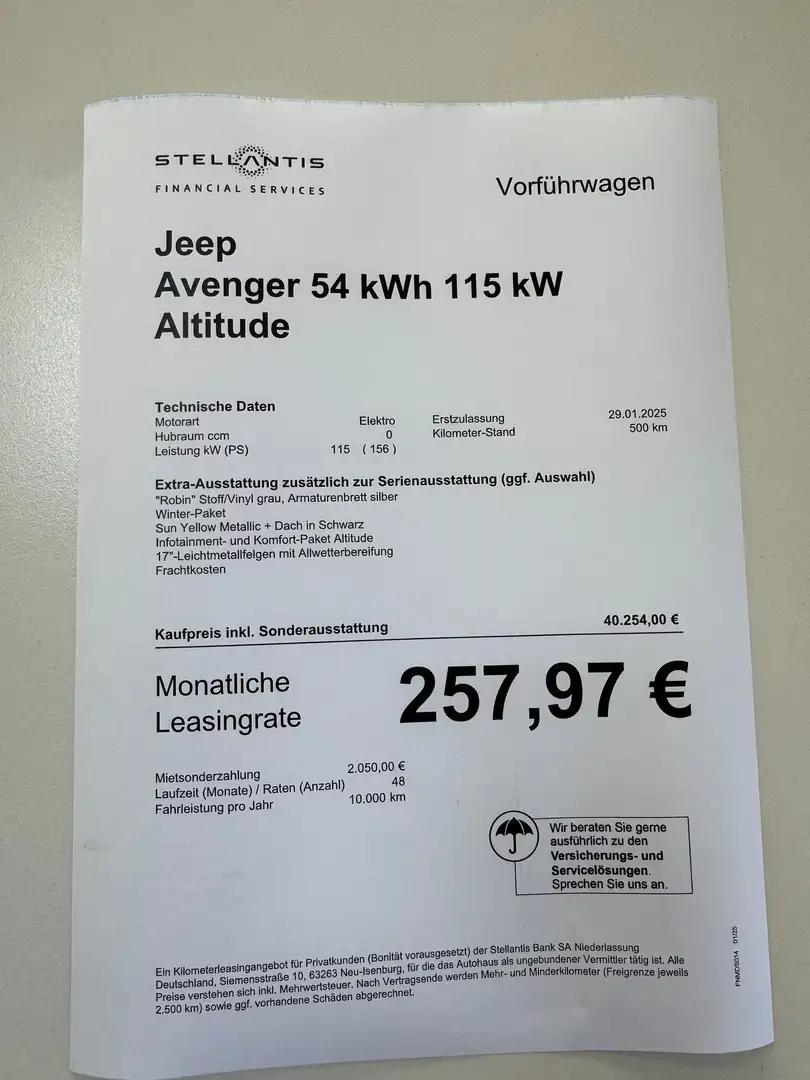 STELLANTIS
FINANCIAL SERVICES
Vorführwagen
Jeep
Avenger 54 kWh 115 kW
Altitude
Technische Daten
Motorart Elektro
Hubraum ccm 0
Leistung kW (PS) 115 ( 156 )
Erstzulassung 29.01.2025
Kilometer-Stand 500 km
Extra-Ausstattung zusätzlich zur Serienausstattung (ggf. Auswahl)
"Robin" Stoff/Vinyl grau, Armaturenbrett silber
Winter-Paket
Sun Yellow Metallic + Dach in Schwarz
Infotainment- und Komfort-Paket Altitude
17"-Leichtmetallfelgen mit Allwetterbereifung
Frachtkosten
Kaufpreis inkl. Sonderausstattung 40.254,00 €
Monatliche
Leasingrate
257,97 €
Mietsonderzahlung 2.050,00 €
Laufzeit (Monate) / Raten (Anzahl) 48
Fahrleistung pro Jahr 10.000 km
Wir beraten Sie gerne
ausführlich zu den
Versicherungs- und
Servicelösungen.
Sprechen Sie uns an.
Ein Kilometerleasingangebot für Privatkunden (Bonität vorausgesetzt) der Stellantis Bank SA Niederlassung
Deutschland, Siemensstraße 10, 63263 Neu-Isenburg, für die das Autohaus als ungebundener Vermittler tätig ist. Alle
Preise verstehen sich inkl. Mehrwertsteuer. Nach Vertragsende werden Mehr- und Minderkilometer (Freigrenze jeweils
2.500 km) sowie ggf. vorhandene Schäden abgerechnet.
FNMDS014 01/25